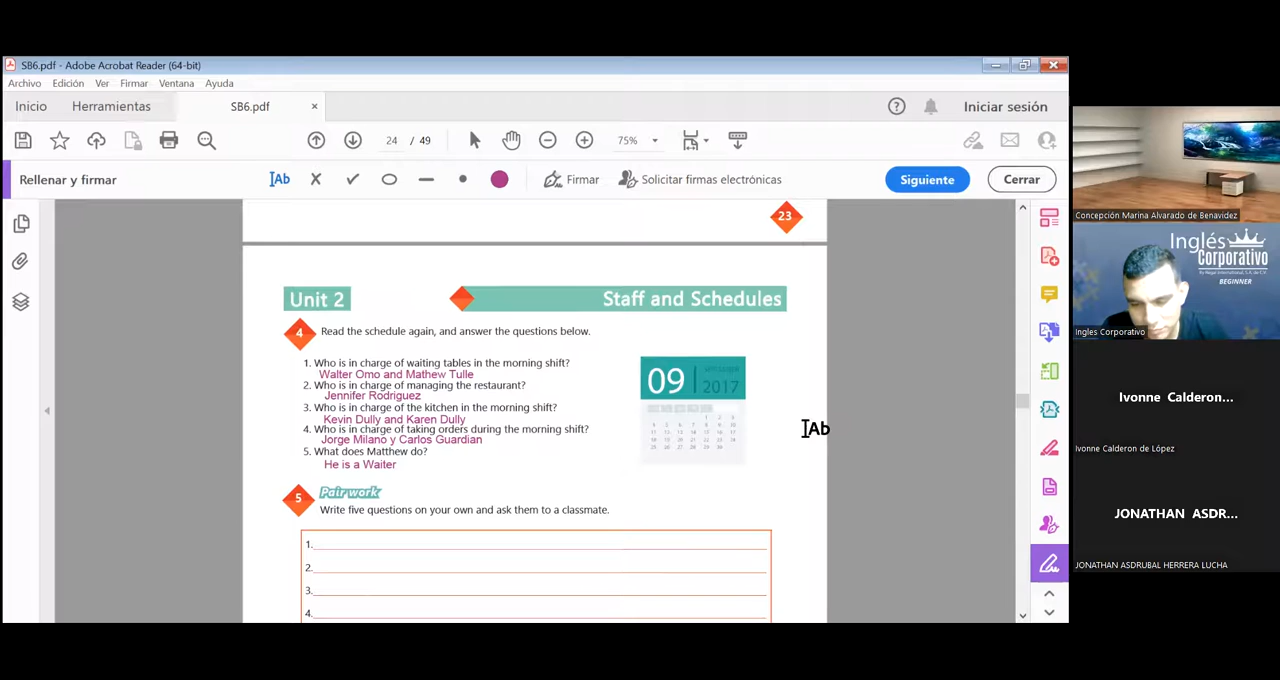 SB6.pdf - Adobe Acrobat Reader (64-bit)
Archivo Edición Ver Firmar Ventana Ayuda
Inicio Herramientas SB6.pdf × Iniciar sesión
24 / 49 75%
Rellenar y firmar Ab Firmar Solicitar firmas electrónicas Siguiente Cerrar
23
Unit 2 Staff and Schedules
4 Read the schedule again, and answer the questions below.
1. Who is in charge of waiting tables in the morning shift?
Walter Omo and Mathew Tulle
2. Who is in charge of managing the restaurant?
Jennifer Rodriguez
3. Who is in charge of the kitchen in the morning shift?
Kevin Dully and Karen Dully
4. Who is in charge of taking orders during the morning shift?
Jorge Milano y Carlos Guardian
5. What does Matthew do?
He is a Waiter
09 2017
Ab
5 Pair work
Write five questions on your own and ask them to a classmate.
1.
2.
3.
4.
Concepción Marina Alvarado de Benavidez
Inglés
Corporativo
By Regal International, S.A. de C.V.
BEGINNER
Ingles Corporativo
Ivonne Calderon...
Ivonne Calderon de López
JONATHAN ASDR...
JONATHAN ASDRUBAL HERRERA LUCHA